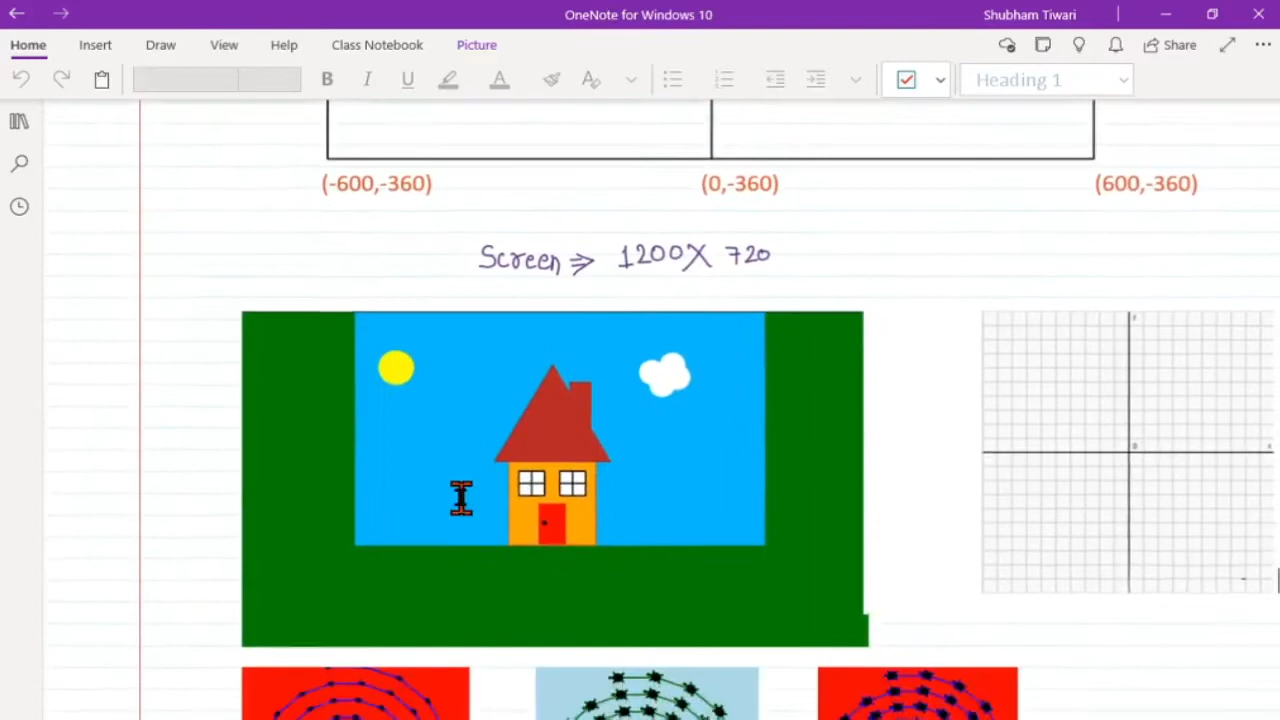 OneNote for Windows 10
Shubham Tiwari
Home Insert Draw View Help Class Notebook Picture
Share
B I U A A
Heading 1
(-600,-360) (0,-360) (600,-360)
Screen ⇒ 1200X 720